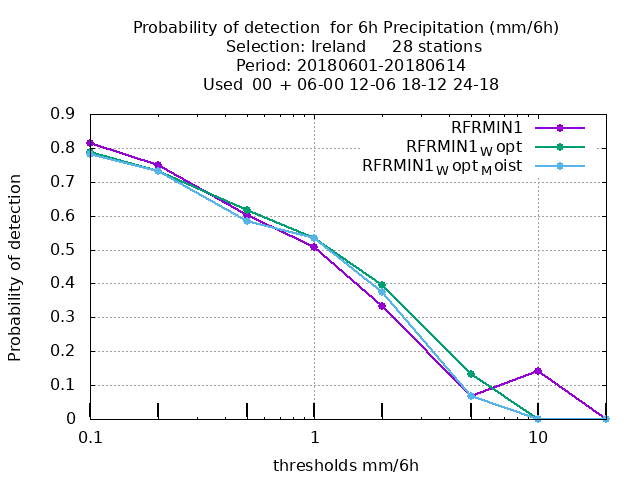 Probability of detection for 6h Precipitation (mm/6h)
Selection: Ireland 28 stations
Period: 20180601-20180614
Used 00 + 06-00 12-06 18-12 24-18
RFRMIN1
RFRMIN1Wopt
RFRMIN1WoptMoist
Probability of detection
0.9
0.8
0.7
0.6
0.5
0.4
0.3
0.2
0.1
0
0.1 1 10
thresholds mm/6h